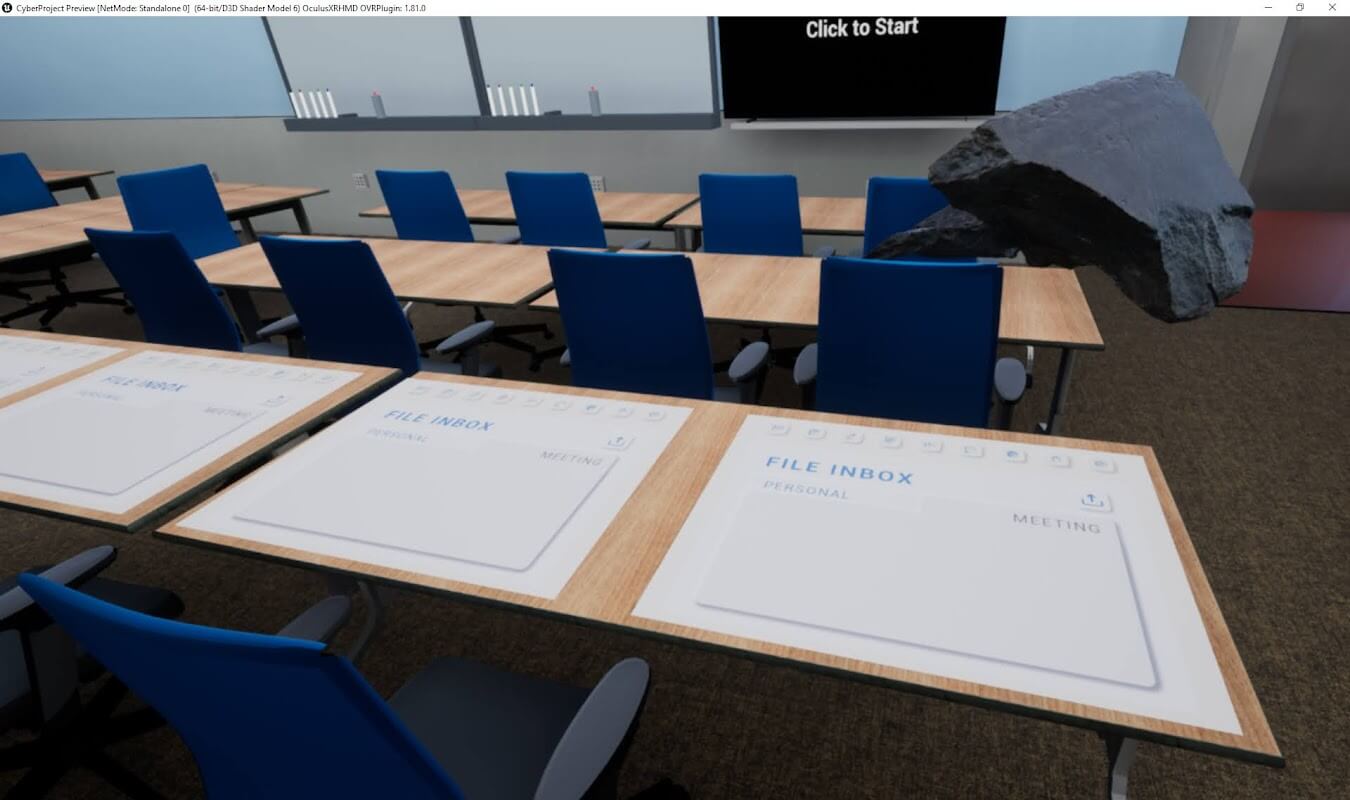 CyberProject Preview [NetMode: Standalone 0] (64-bit/D3D Shader Model 6) OculusXRHMD OVRPlugin: 1.81.0
Click to Start
FILE INBOX
PERSONAL
MEETING
FILE INBOX
PERSONAL
MEETING
FILE INBOX
PERSONAL
MEETING